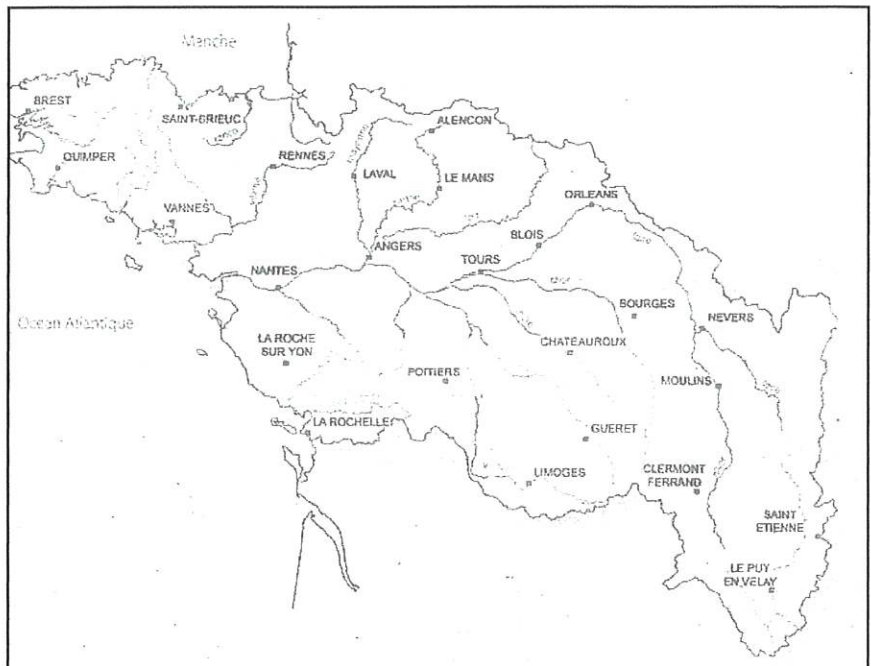 Manche
BREST
SAINT-BRIEUC
ALENCON
RENNES
QUIMPER
LAVAL
LE MANS
ORLEANS
VANNES
BLOIS
ANGERS
TOURS
NANTES
BOURGES
NEVERS
Océan Atlantique
LA ROCHE
SUR YON
CHATEAUROUX
POITIERS
MOULINS
LA ROCHELLE
GUERET
LIMOGES
CLERMONT
FERRAND
SAINT
ETIENNE
LE PUY
EN VELAY